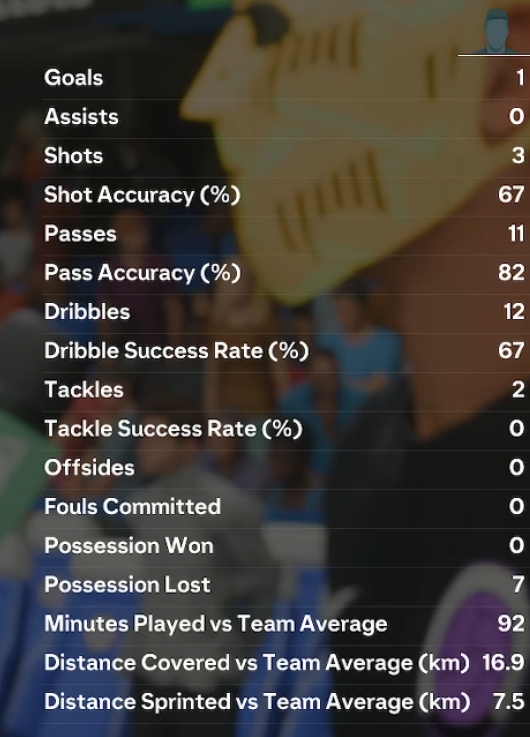 Goals 1
Assists 0
Shots 3
Shot Accuracy (%) 67
Passes 11
Pass Accuracy (%) 82
Dribbles 12
Dribble Success Rate (%) 67
Tackles 2
Tackle Success Rate (%) 0
Offsides 0
Fouls Committed 0
Possession Won 0
Possession Lost 7
Minutes Played vs Team Average 92
Distance Covered vs Team Average (km) 16.9
Distance Sprinted vs Team Average (km) 7.5